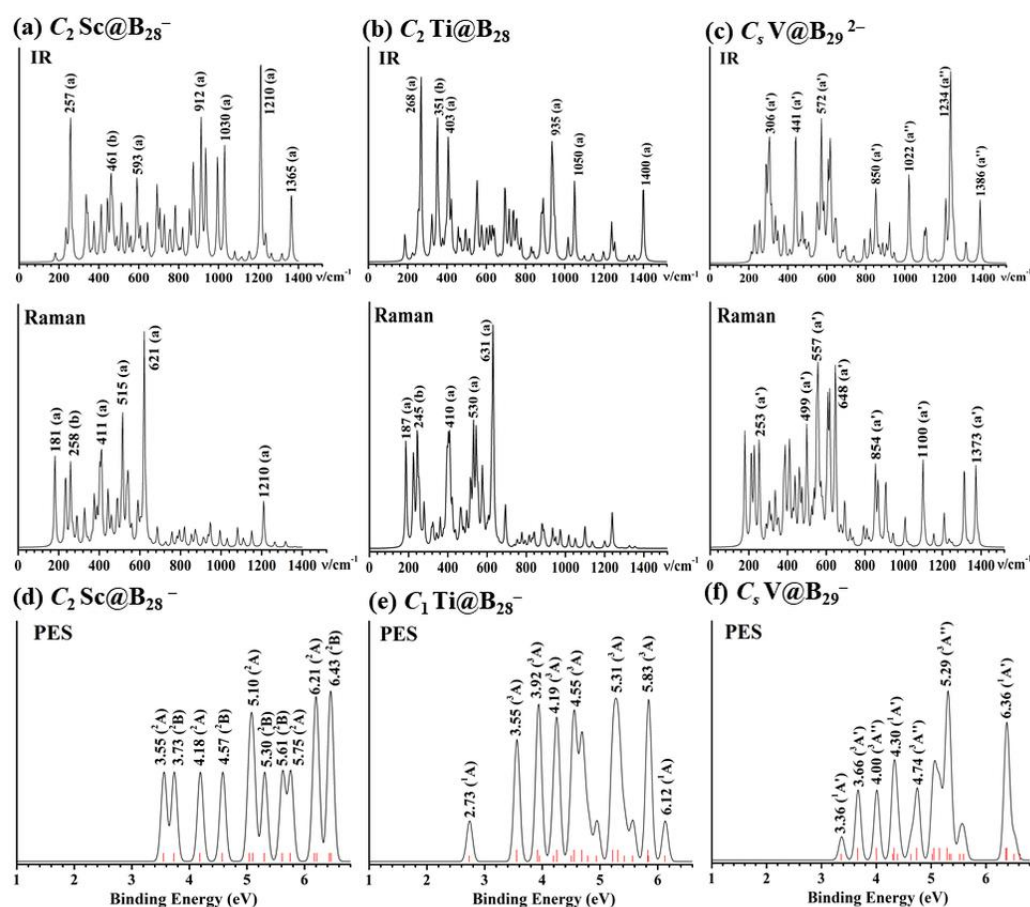 (a) C₂ Sc@B₂₈⁻
IR
257 (a)
461 (b)
593 (a)
912 (a)
1030 (a)
1210 (a)
1365 (a)
0 200 400 600 800 1000 1200 1400 ν/cm⁻¹
(b) C₂ Ti@B₂₈
IR
268 (a)
351 (b)
403 (a)
935 (a)
1050 (a)
1400 (a)
0 200 400 600 800 1000 1200 1400 ν/cm⁻¹
(c) Cₛ V@B₂₉²⁻
IR
306 (a')
441 (a')
572 (a')
850 (a')
1022 (a'')
1234 (a'')
1386 (a'')
0 200 400 600 800 1000 1200 1400 ν/cm⁻¹
Raman
181 (a)
258 (b)
411 (a)
515 (a)
621 (a)
1210 (a)
0 200 400 600 800 1000 1200 1400 ν/cm⁻¹
Raman
187 (a)
245 (b)
410 (a)
530 (a)
631 (a)
0 200 400 600 800 1000 1200 1400 ν/cm⁻¹
Raman
253 (a')
499 (a')
557 (a')
648 (a')
854 (a')
1100 (a')
1373 (a')
0 200 400 600 800 1000 1200 1400 ν/cm⁻¹
(d) C₂ Sc@B₂₈⁻
PES
3.55 (²A)
3.73 (²B)
4.18 (²A)
4.57 (²B)
5.10 (²A)
5.30 (²B)
5.61 (²B)
5.75 (²A)
6.21 (²A)
6.43 (²B)
1 2 3 4 5 6
Binding Energy (eV)
(e) C₁ Ti@B₂₈⁻
PES
2.73 (¹A)
3.55 (³A)
3.92 (³A)
4.19 (³A)
4.55 (³A)
5.31 (³A)
5.83 (³A)
6.12 (¹A)
1 2 3 4 5 6
Binding Energy (eV)
(f) Cₛ V@B₂₉⁻
PES
3.36 (¹A')
3.66 (³A')
4.00 (³A'')
4.30 (¹A')
4.74 (³A'')
5.29 (³A'')
6.36 (¹A')
1 2 3 4 5 6
Binding Energy (eV)